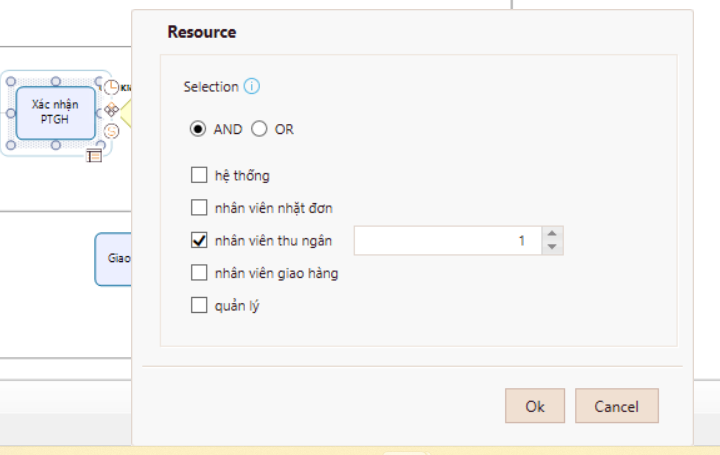 Resource
Selection
AND OR
hệ thống
nhân viên nhặt đơn
nhân viên thu ngân 1
nhân viên giao hàng
quản lý
Ok Cancel
Xác nhận
PTGH
Giao